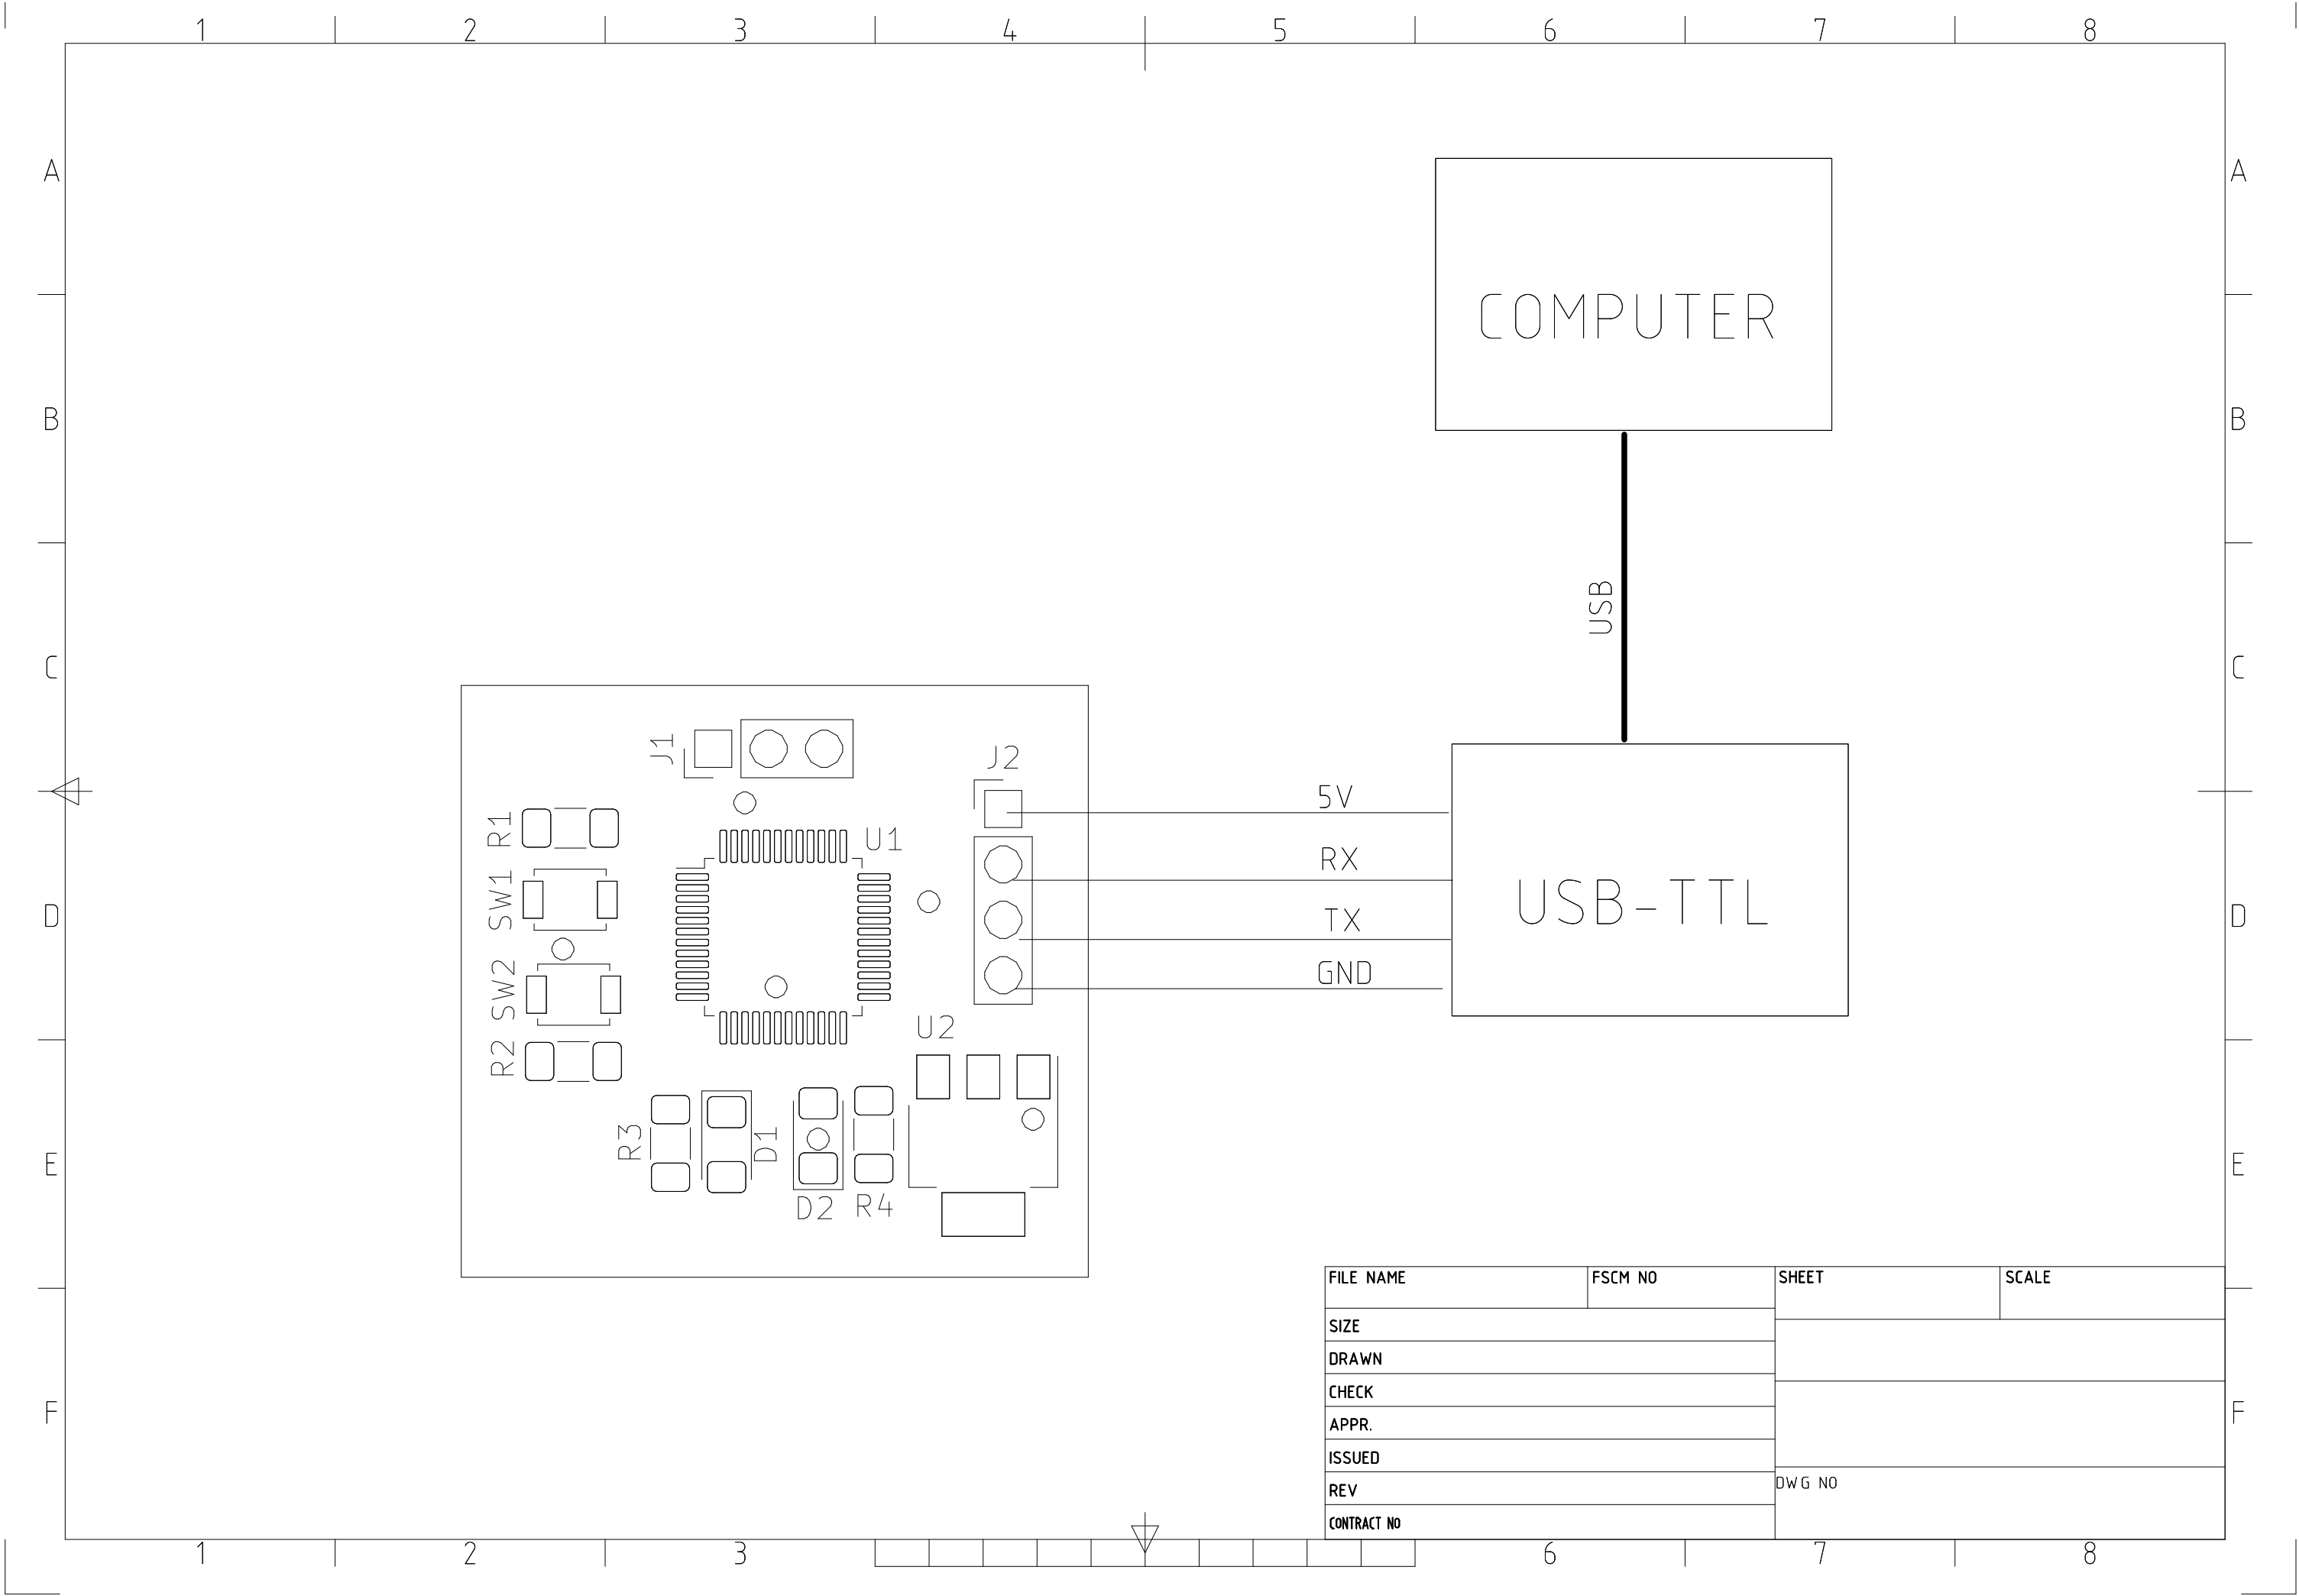 1 2 3 4 5 6 7 8
A A
COMPUTER
B B
USB
C C
J1
J2
5V
R1
U1
RX
SW1
D D
USB-TTL
TX
SW2
GND
U2
R2
R3
D1
E E
D2
R4
FILE NAME FSCM NO SHEET SCALE
SIZE
DRAWN
CHECK
F F
APPR.
ISSUED
REV
DWG NO
CONTRACT NO
1 2 3 6 7 8